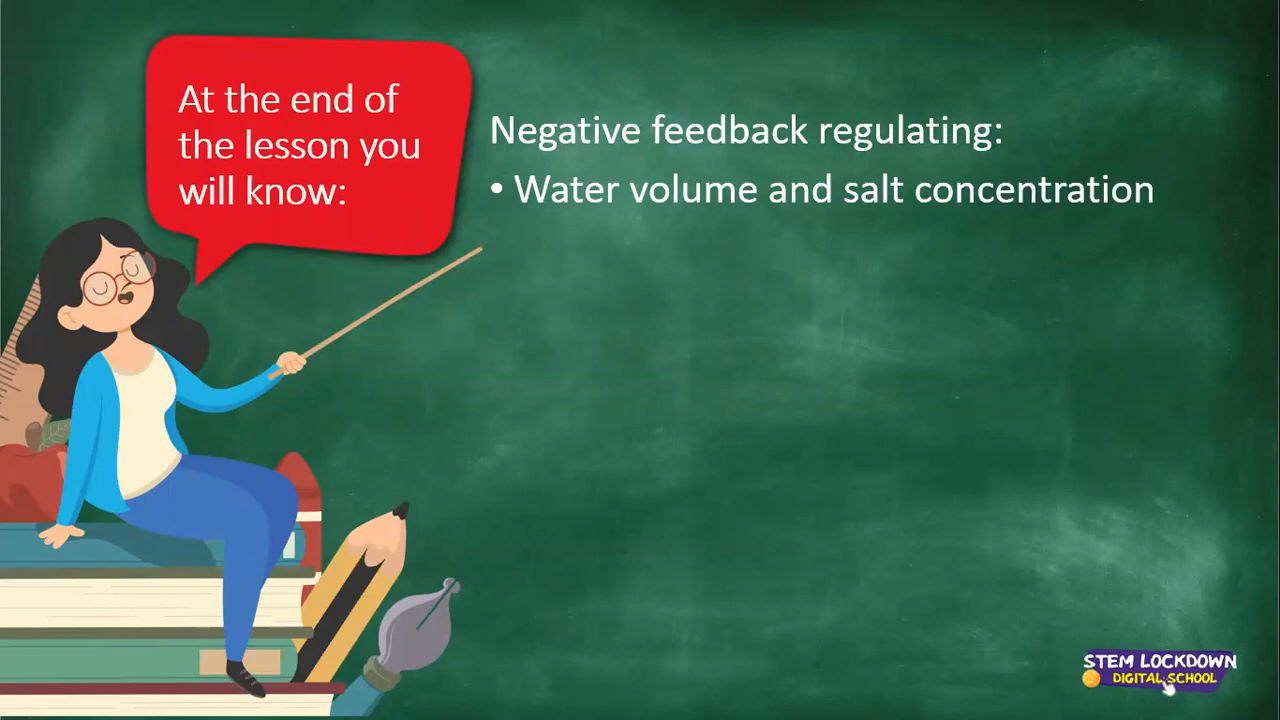 At the end of
the lesson you
will know:
Negative feedback regulating:
• Water volume and salt concentration
STEM LOCKDOWN
DIGITAL SCHOOL